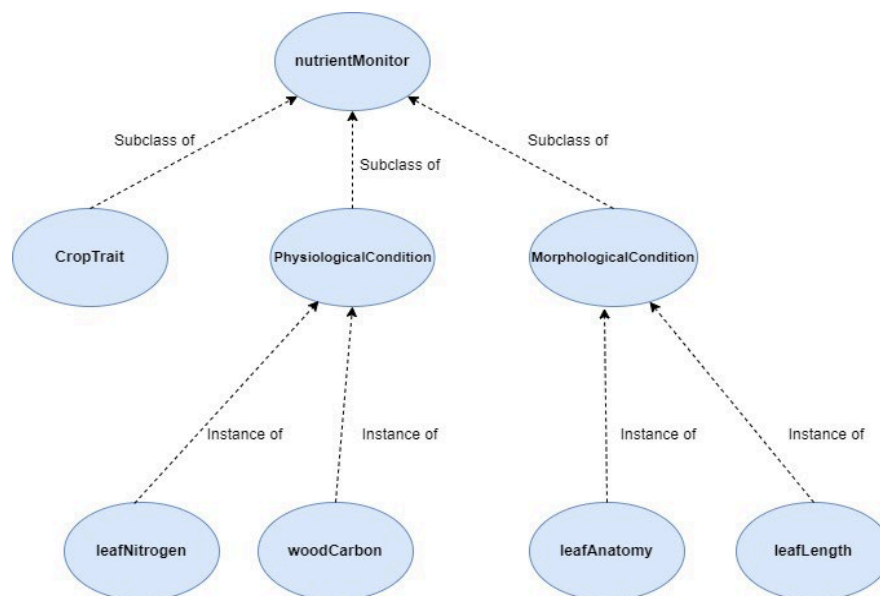 nutrientMonitor
Subclass of
Subclass of
Subclass of
CropTrait
PhysiologicalCondition
MorphologicalCondition
Instance of
Instance of
Instance of
Instance of
leafNitrogen
woodCarbon
leafAnatomy
leafLength